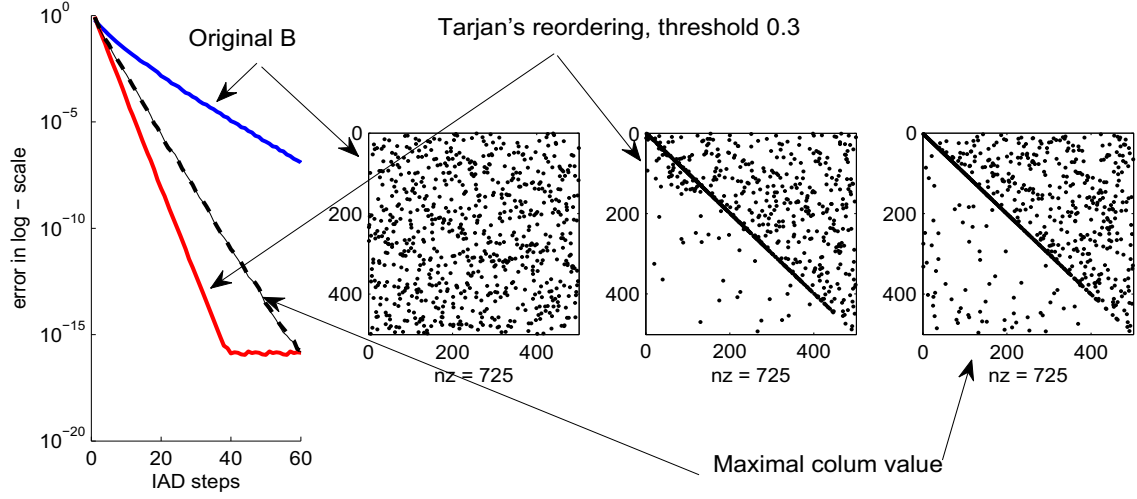 Original B
Tarjan's reordering, threshold 0.3
10^0
10^-5
10^-10
10^-15
10^-20
error in log − scale
0 20 40 60
IAD steps
0
200
400
0 200 400
nz = 725
0
200
400
0 200 400
nz = 725
0
200
400
0 200 400
nz = 725
Maximal colum value